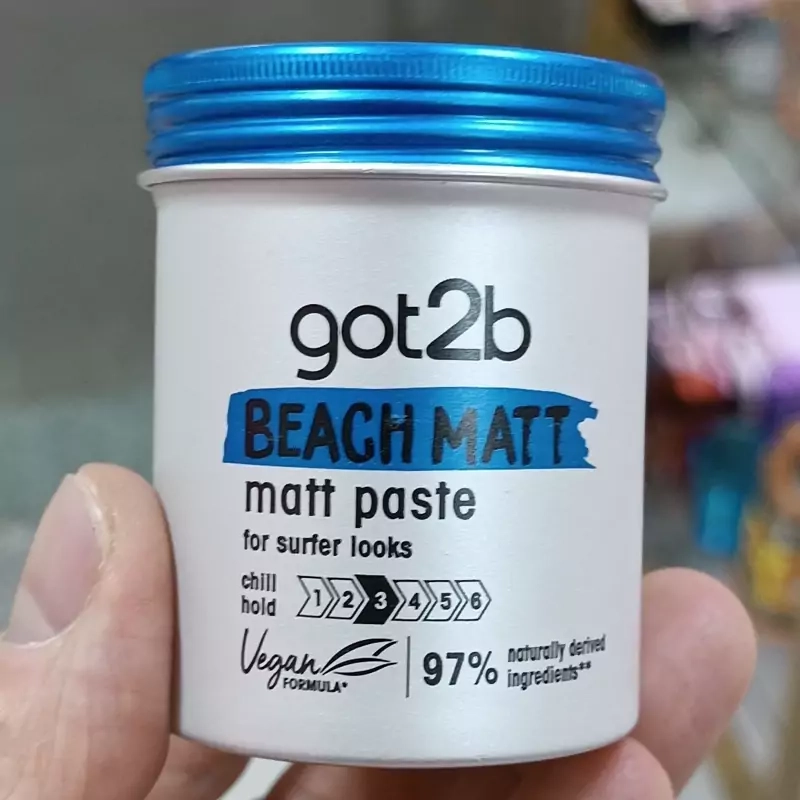 got2b
BEACH MATT
matt paste
for surfer looks
chill
hold
1 2 3 4 5 6
Vegan
FORMULA*
97%
naturally derived
ingredients**